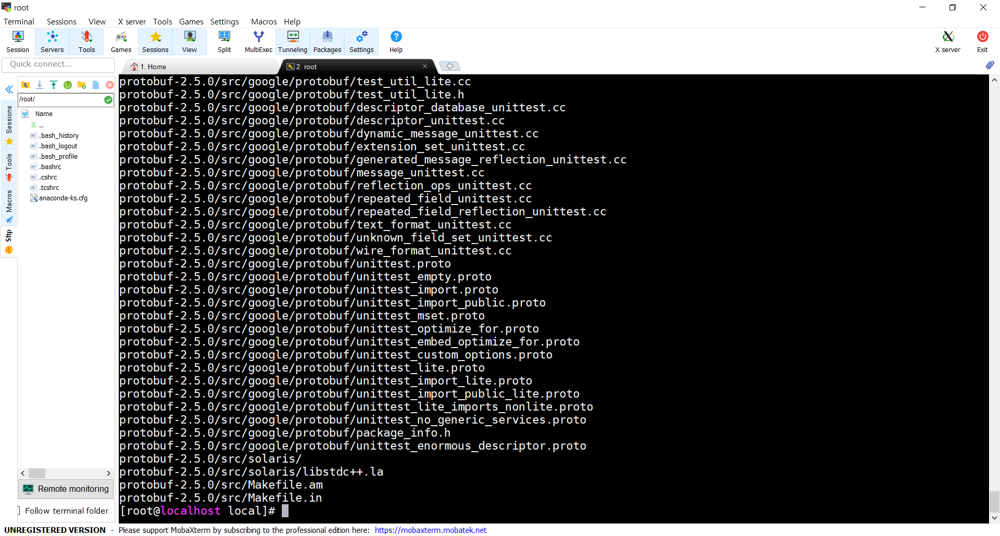 root
Terminal Sessions View X server Tools Games Settings Macros Help
Session Servers Tools Games Sessions View Split MultiExec Tunneling Packages Settings Help X server Exit
Quick connect...
1. Home
2. root
/root/
Name
..
.bash_history
.bash_logout
.bash_profile
.bashrc
.cshrc
.tcshrc
anaconda-ks.cfg
Sessions
Tools
Macros
Sftp
Remote monitoring
Follow terminal folder
protobuf-2.5.0/src/google/protobuf/test_util_lite.cc
protobuf-2.5.0/src/google/protobuf/test_util_lite.h
protobuf-2.5.0/src/google/protobuf/descriptor_database_unittest.cc
protobuf-2.5.0/src/google/protobuf/descriptor_unittest.cc
protobuf-2.5.0/src/google/protobuf/dynamic_message_unittest.cc
protobuf-2.5.0/src/google/protobuf/extension_set_unittest.cc
protobuf-2.5.0/src/google/protobuf/generated_message_reflection_unittest.cc
protobuf-2.5.0/src/google/protobuf/message_unittest.cc
protobuf-2.5.0/src/google/protobuf/reflection_ops_unittest.cc
protobuf-2.5.0/src/google/protobuf/repeated_field_unittest.cc
protobuf-2.5.0/src/google/protobuf/repeated_field_reflection_unittest.cc
protobuf-2.5.0/src/google/protobuf/text_format_unittest.cc
protobuf-2.5.0/src/google/protobuf/unknown_field_set_unittest.cc
protobuf-2.5.0/src/google/protobuf/wire_format_unittest.cc
protobuf-2.5.0/src/google/protobuf/unittest.proto
protobuf-2.5.0/src/google/protobuf/unittest_empty.proto
protobuf-2.5.0/src/google/protobuf/unittest_import.proto
protobuf-2.5.0/src/google/protobuf/unittest_import_public.proto
protobuf-2.5.0/src/google/protobuf/unittest_mset.proto
protobuf-2.5.0/src/google/protobuf/unittest_optimize_for.proto
protobuf-2.5.0/src/google/protobuf/unittest_embed_optimize_for.proto
protobuf-2.5.0/src/google/protobuf/unittest_custom_options.proto
protobuf-2.5.0/src/google/protobuf/unittest_lite.proto
protobuf-2.5.0/src/google/protobuf/unittest_import_lite.proto
protobuf-2.5.0/src/google/protobuf/unittest_import_public_lite.proto
protobuf-2.5.0/src/google/protobuf/unittest_lite_imports_nonlite.proto
protobuf-2.5.0/src/google/protobuf/unittest_no_generic_services.proto
protobuf-2.5.0/src/google/protobuf/package_info.h
protobuf-2.5.0/src/google/protobuf/unittest_enormous_descriptor.proto
protobuf-2.5.0/src/solaris/
protobuf-2.5.0/src/solaris/libstdc++.la
protobuf-2.5.0/src/Makefile.am
protobuf-2.5.0/src/Makefile.in
[root@localhost local]#
UNREGISTERED VERSION - Please support MobaXterm by subscribing to the professional edition here: https://mobaxterm.mobatek.net